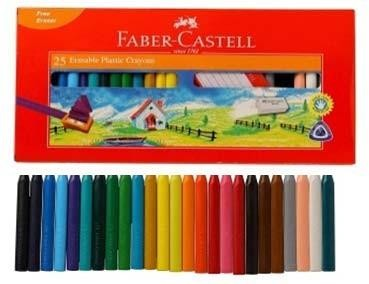 Free
Eraser
FABER-CASTELL
since 1761
25 Erasable Plastic Crayons